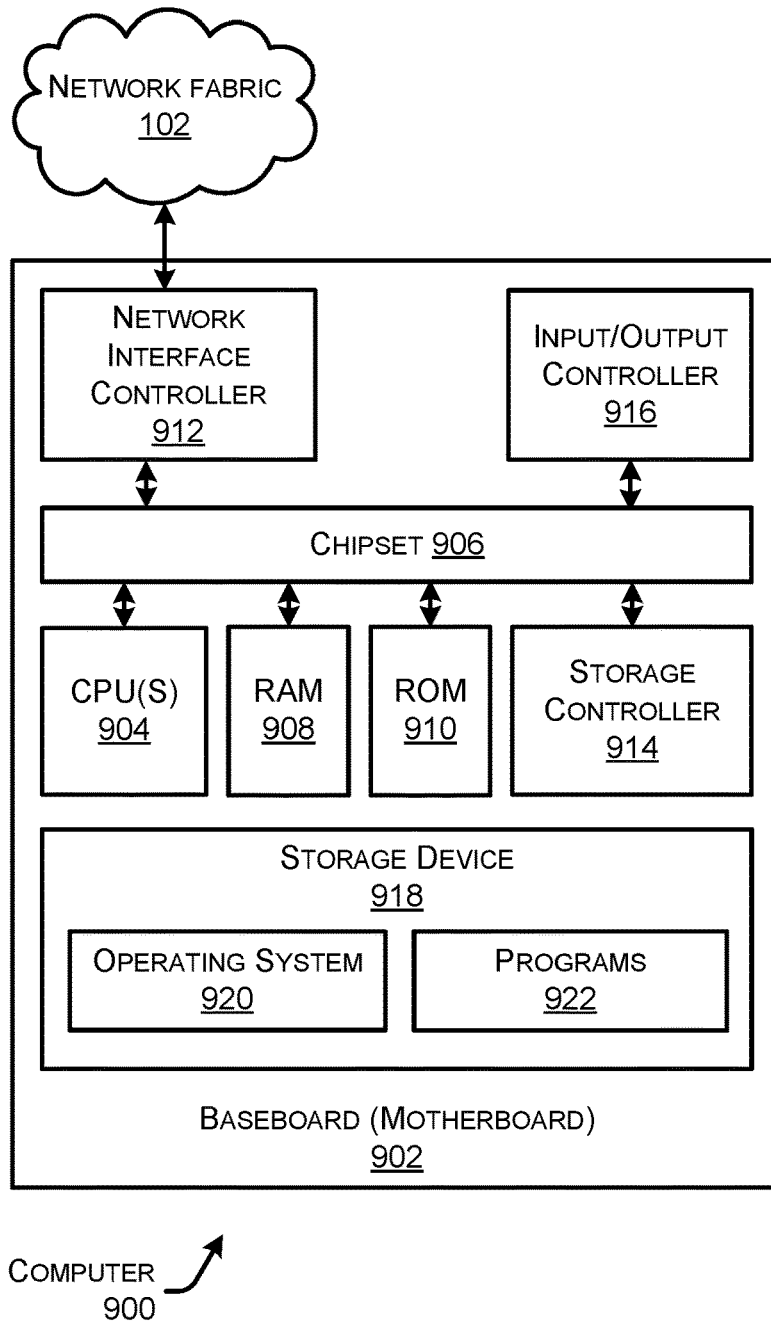 NETWORK FABRIC
102
NETWORK
INTERFACE
CONTROLLER
912
INPUT/OUTPUT
CONTROLLER
916
CHIPSET 906
CPU(S)
904
RAM
908
ROM
910
STORAGE
CONTROLLER
914
STORAGE DEVICE
918
OPERATING SYSTEM
920
PROGRAMS
922
BASEBOARD (MOTHERBOARD)
902
COMPUTER
900